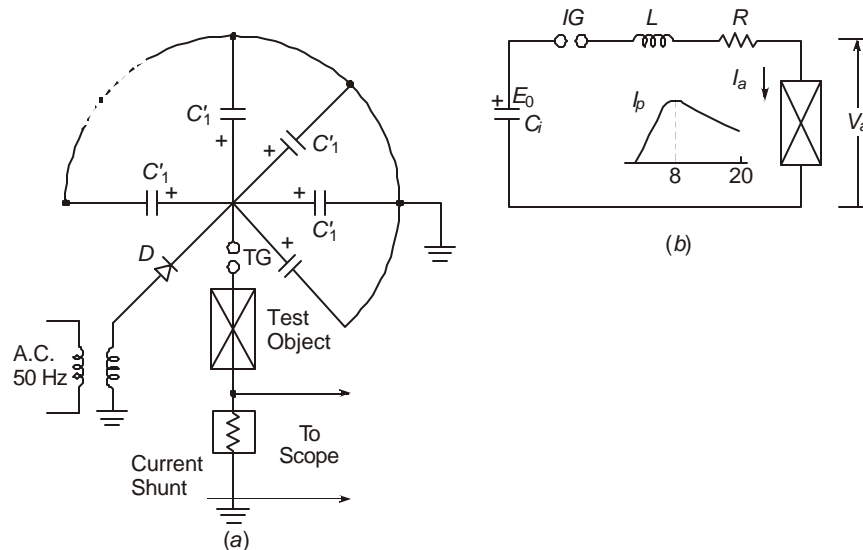 C′1
+
C′1
+
C′1
+
+
C′1
+
D
TG
Test
Object
A.C.
50 Hz
To
Scope
Current
Shunt
(a)
IG
L
R
+
E0
Ci
Ip
8
20
Ia
Va
(b)